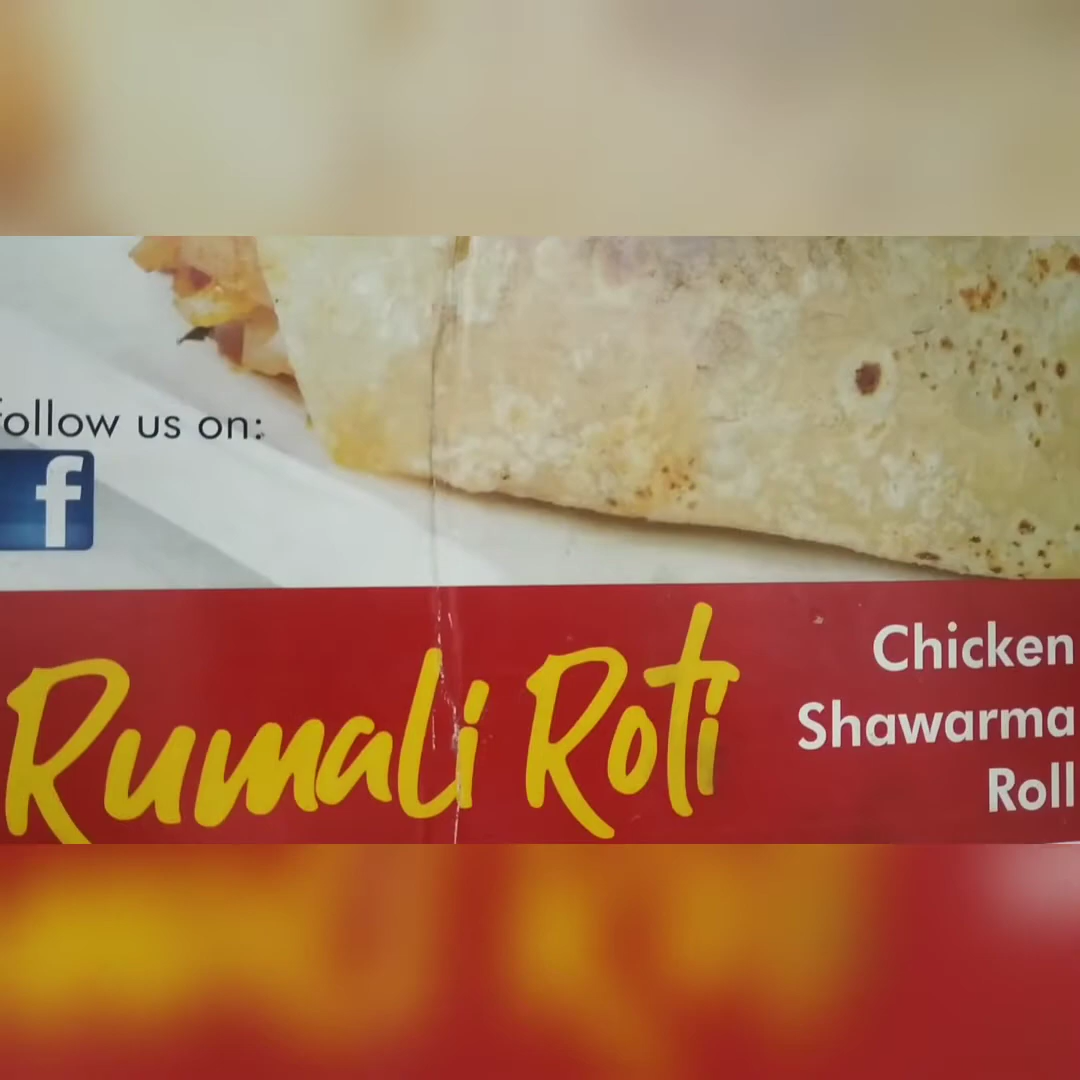 follow us on:
f
Rumali Roti
Chicken
Shawarma
Roll